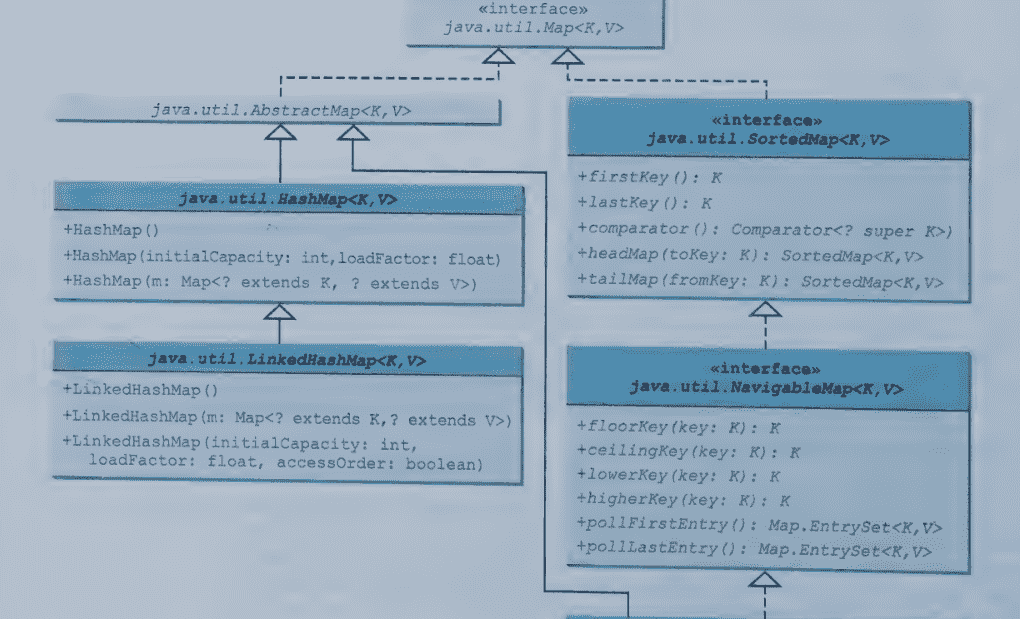 «interface»
java.util.Map<K,V>
java.util.AbstractMap<K,V>
«interface»
java.util.SortedMap<K,V>
+firstKey(): K
+lastKey(): K
+comparator(): Comparator<? super K>)
+headMap(toKey: K): SortedMap<K,V>
+tailMap(fromKey: K): SortedMap<K,V>
java.util.HashMap<K,V>
+HashMap()
+HashMap(initialCapacity: int,loadFactor: float)
+HashMap(m: Map<? extends K, ? extends V>)
java.util.LinkedHashMap<K,V>
+LinkedHashMap()
+LinkedHashMap(m: Map<? extends K,? extends V>)
+LinkedHashMap(initialCapacity: int,
loadFactor: float, accessOrder: boolean)
«interface»
java.util.NavigableMap<K,V>
+floorKey(key: K): K
+ceilingKey(key: K): K
+lowerKey(key: K): K
+higherKey(key: K): K
+pollFirstEntry(): Map.EntrySet<K,V>
+pollLastEntry(): Map.EntrySet<K,V>